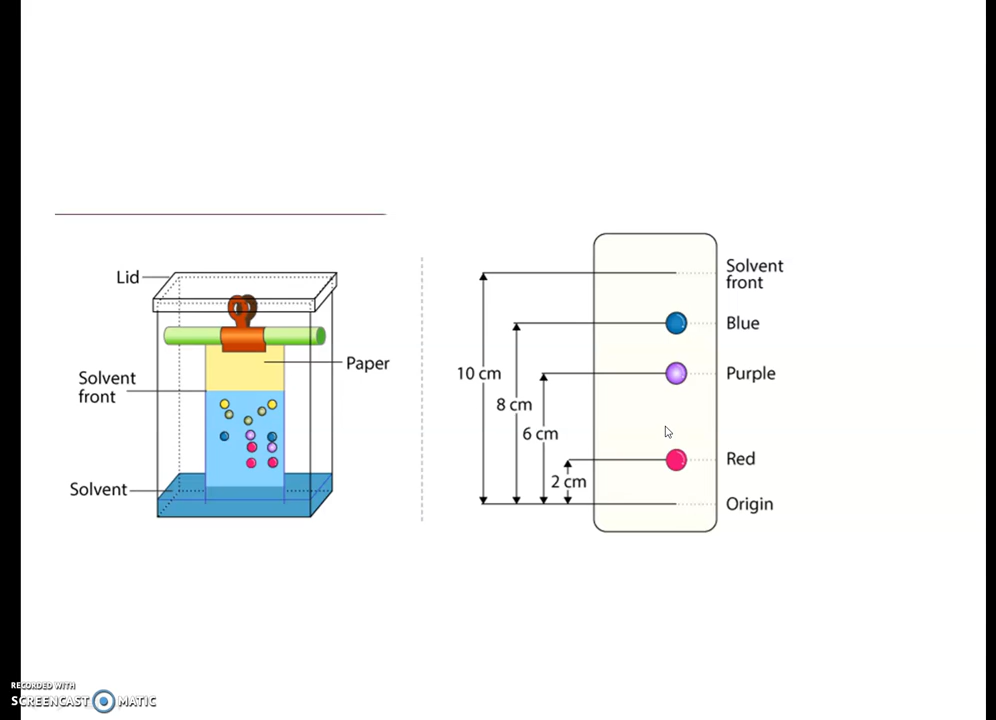 Lid
Paper
Solvent
front
Solvent
Solvent
front
Blue
Purple
Red
Origin
10 cm
8 cm
6 cm
2 cm
RECORDED WITH
SCREENCAST MATIC